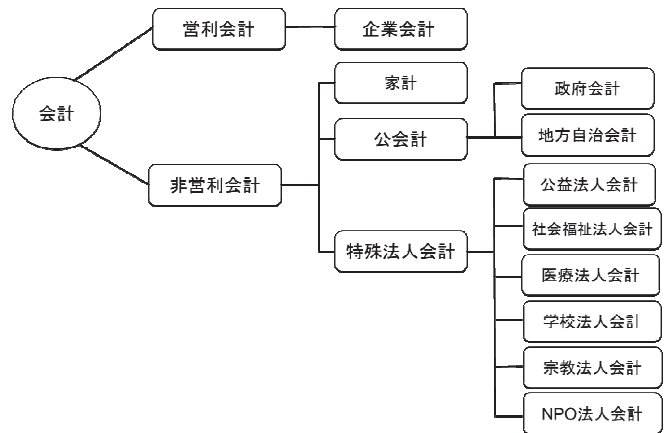 会計
営利会計
企業会計
非営利会計
家計
公会計
政府会計
地方自治会計
特殊法人会計
公益法人会計
社会福祉法人会計
医療法人会計
学校法人会計
宗教法人会計
NPO法人会計